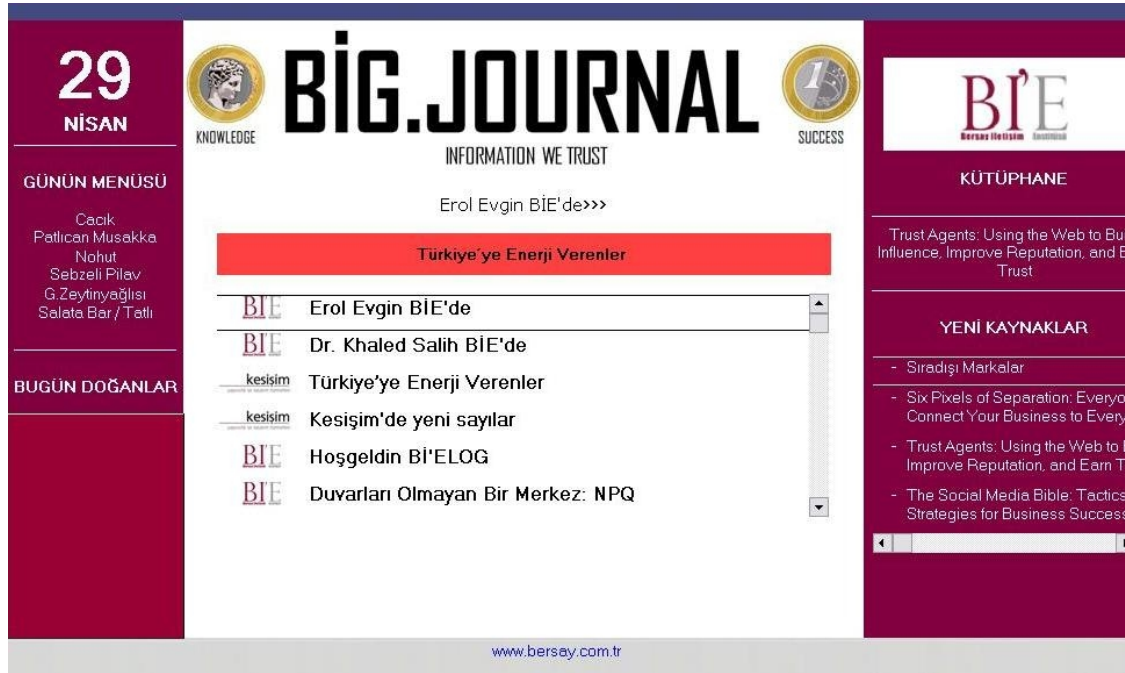 29
NİSAN
GÜNÜN MENÜSÜ
Cacık
Patlıcan Musakka
Nohut
Sebzeli Pilav
G.Zeytinyağlısı
Salata Bar / Tatlı
BUGÜN DOĞANLAR
KNOWLEDGE
BİG.JOURNAL
SUCCESS
INFORMATION WE TRUST
Erol Evgin BİE'de>>>
Türkiye'ye Enerji Verenler
BİE Erol Evgin BİE'de
BİE Dr. Khaled Salih BİE'de
kesişim Türkiye'ye Enerji Verenler
kesişim Kesişim'de yeni sayılar
BİE Hoşgeldin Bİ'ELOG
BİE Duvarları Olmayan Bir Merkez: NPQ
Bİ'E
Bersay İletişim Enstitüsü
KÜTÜPHANE
Trust Agents: Using the Web to Bu
Influence, Improve Reputation, and E
Trust
YENİ KAYNAKLAR
- Sıradışı Markalar
- Six Pixels of Separation: Everyo
Connect Your Business to Every
- Trust Agents: Using the Web to
Improve Reputation, and Earn T
- The Social Media Bible: Tactics
Strategies for Business Success
www.bersay.com.tr